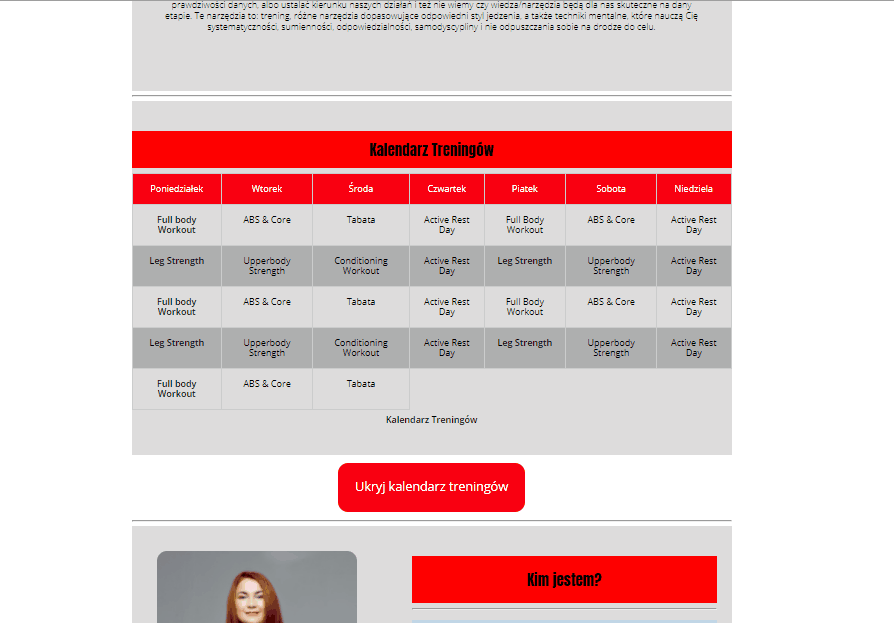 prawdziwości danych, albo ustalać kierunku naszych działań i też nie wiemy czy wiedza/narzędzia będą dla nas skuteczne na dany
etapie. Te narzędzia to: trening, różne narzędzia dopasowujące odpowiedni styl jedzenia, a także techniki mentalne, które nauczą Cię
systematyczności, sumienności, odpowiedzialności, samodyscypliny i nie odpuszczania sobie na drodze do celu.
Kalendarz Treningów
Poniedziałek Wtorek Środa Czwartek Piatek Sobota Niedziela
Full body ABS & Core Tabata Active Rest Full Body ABS & Core Active Rest
Workout Day Workout Day
Leg Strength Upperbody Conditioning Active Rest Leg Strength Upperbody Active Rest
Strength Workout Day Strength Day
Full body ABS & Core Tabata Active Rest Full Body ABS & Core Active Rest
Workout Day Workout Day
Leg Strength Upperbody Conditioning Active Rest Leg Strength Upperbody Active Rest
Strength Workout Day Strength Day
Full body ABS & Core Tabata
Workout
Kalendarz Treningów
Ukryj kalendarz treningów
Kim jestem?